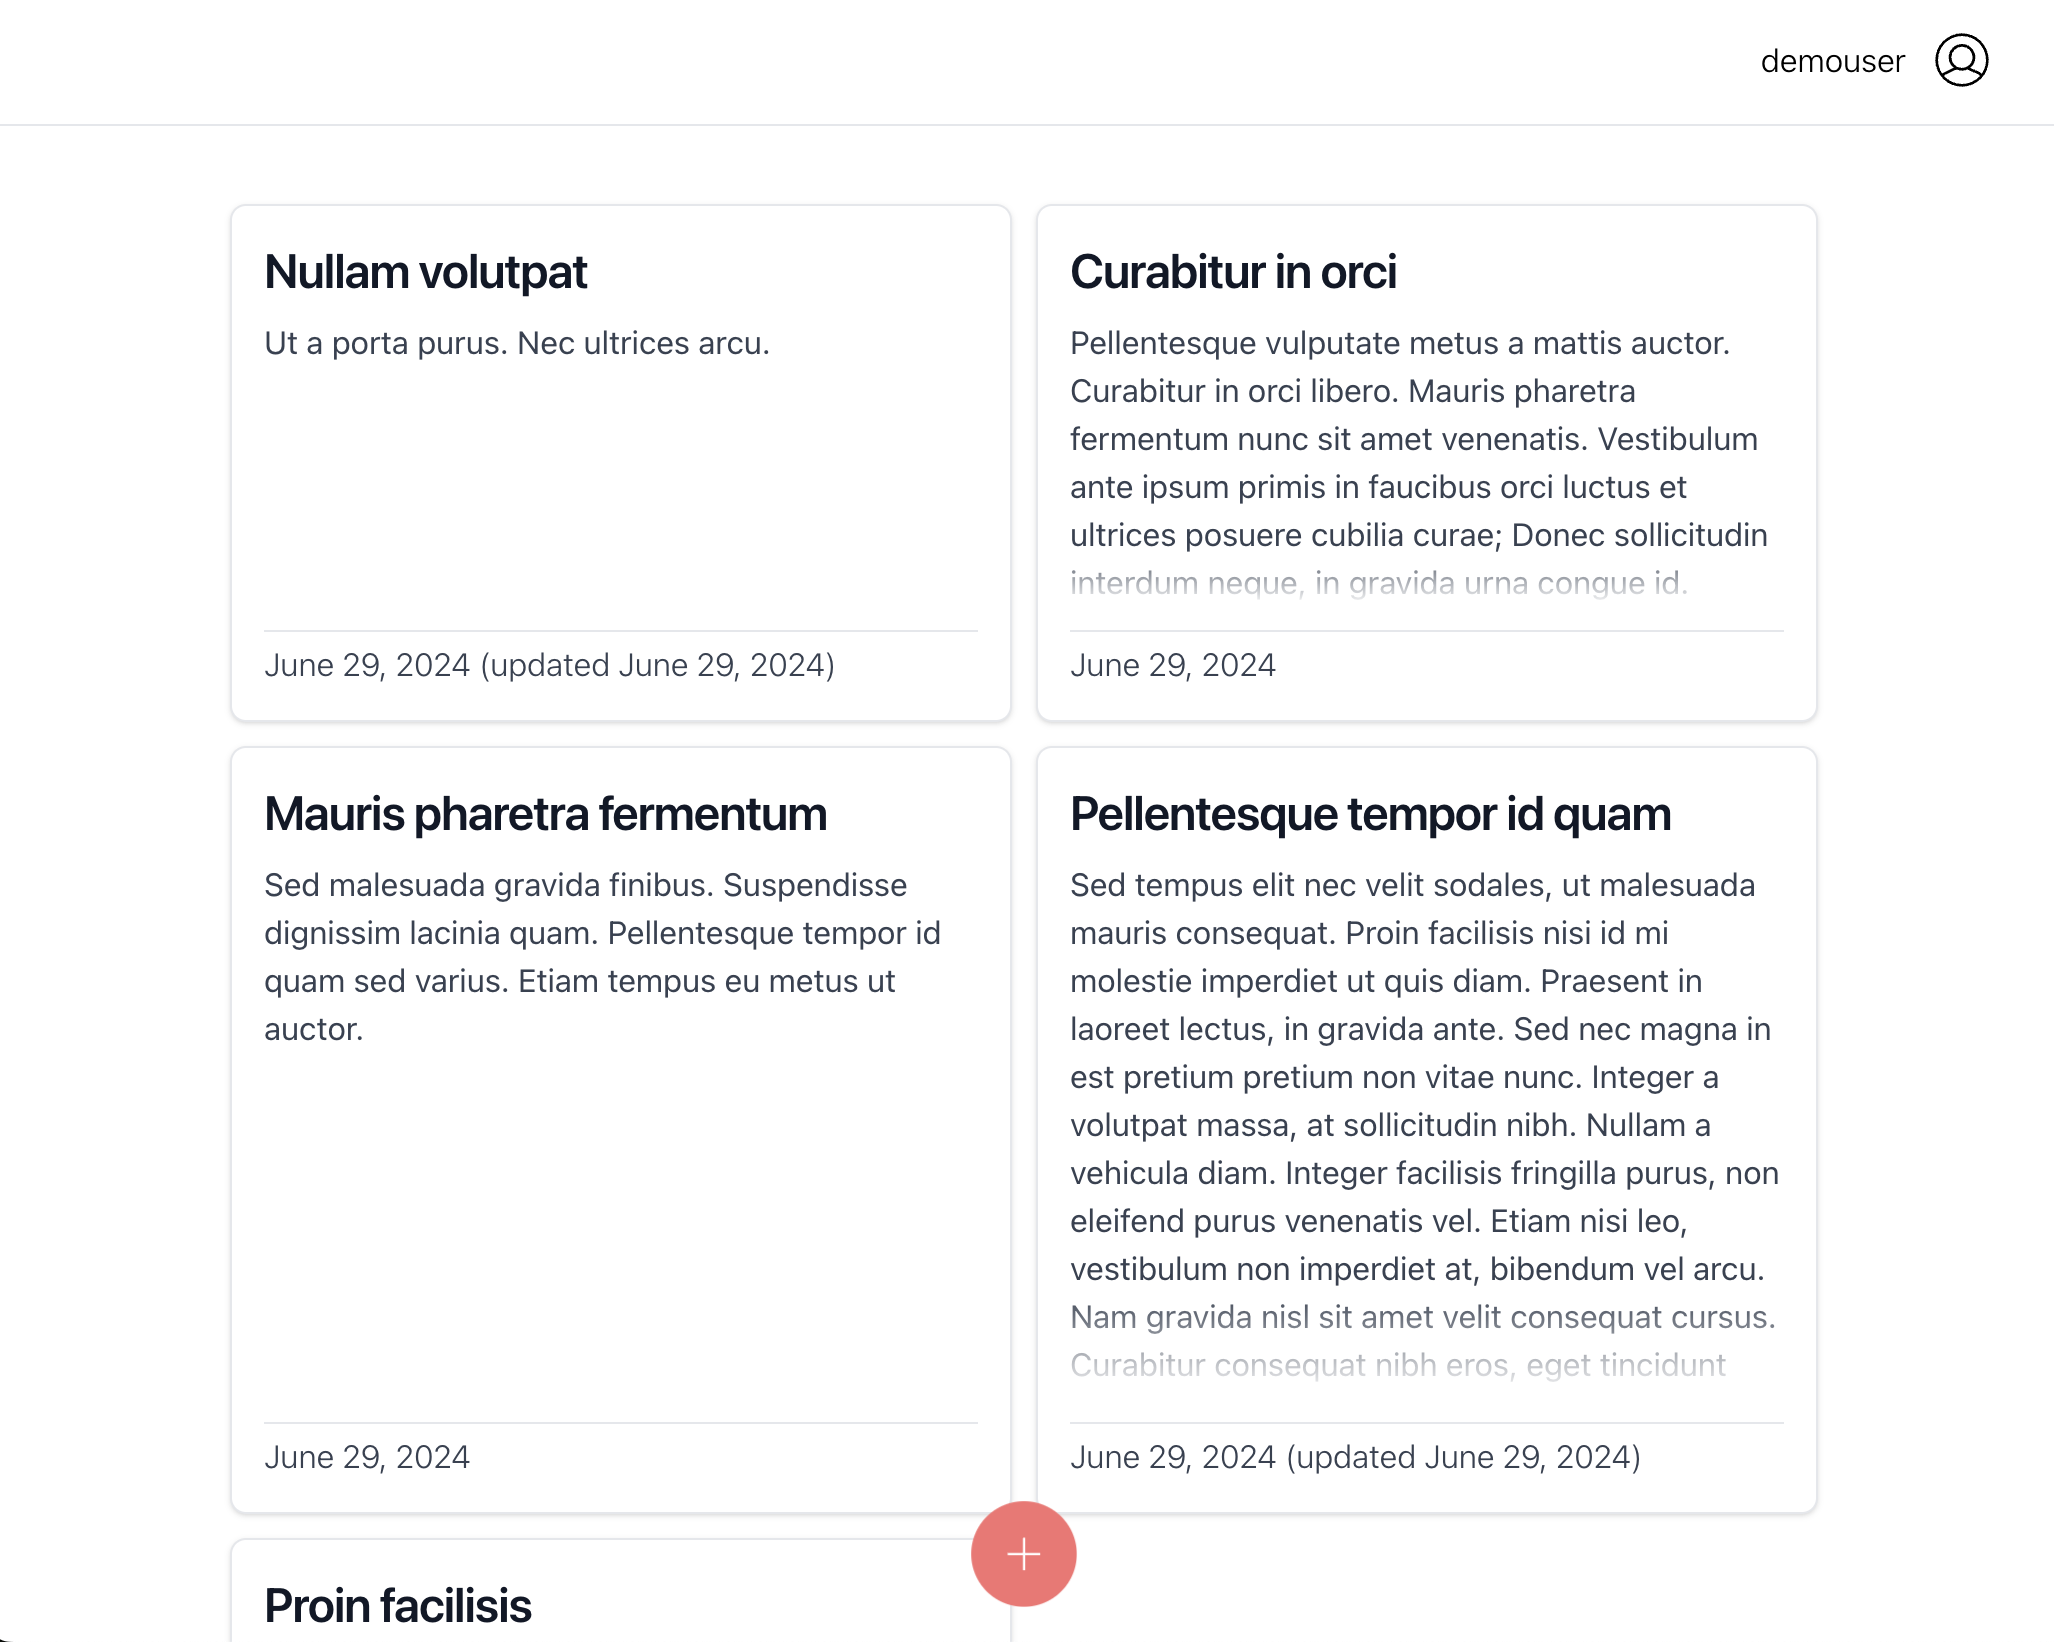 demouser
Nullam volutpat
Ut a porta purus. Nec ultrices arcu.
June 29, 2024 (updated June 29, 2024)
Curabitur in orci
Pellentesque vulputate metus a mattis auctor.
Curabitur in orci libero. Mauris pharetra
fermentum nunc sit amet venenatis. Vestibulum
ante ipsum primis in faucibus orci luctus et
ultrices posuere cubilia curae; Donec sollicitudin
interdum neque, in gravida urna congue id.
June 29, 2024
Mauris pharetra fermentum
Sed malesuada gravida finibus. Suspendisse
dignissim lacinia quam. Pellentesque tempor id
quam sed varius. Etiam tempus eu metus ut
auctor.
June 29, 2024
Pellentesque tempor id quam
Sed tempus elit nec velit sodales, ut malesuada
mauris consequat. Proin facilisis nisi id mi
molestie imperdiet ut quis diam. Praesent in
laoreet lectus, in gravida ante. Sed nec magna in
est pretium pretium non vitae nunc. Integer a
volutpat massa, at sollicitudin nibh. Nullam a
vehicula diam. Integer facilisis fringilla purus, non
eleifend purus venenatis vel. Etiam nisi leo,
vestibulum non imperdiet at, bibendum vel arcu.
Nam gravida nisl sit amet velit consequat cursus.
Curabitur consequat nibh eros, eget tincidunt
June 29, 2024 (updated June 29, 2024)
Proin facilisis